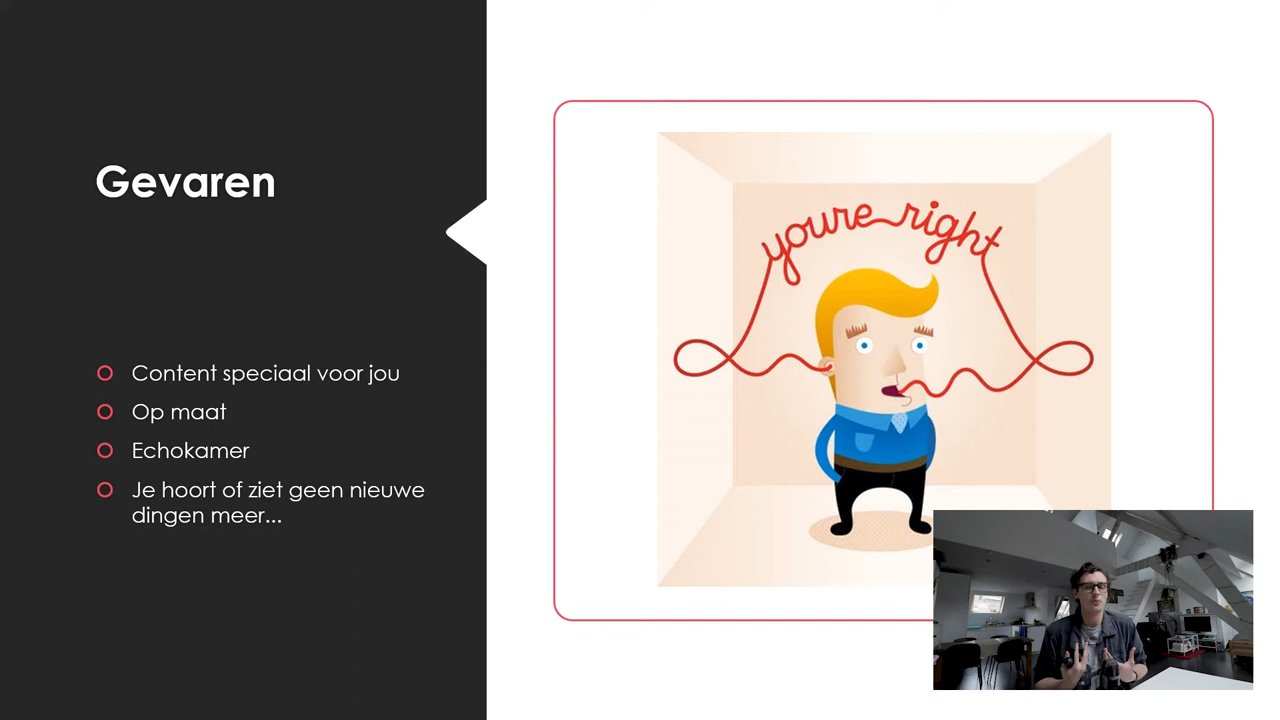 Gevaren
Content speciaal voor jou
Op maat
Echokamer
Je hoort of ziet geen nieuwe
dingen meer...
youre right